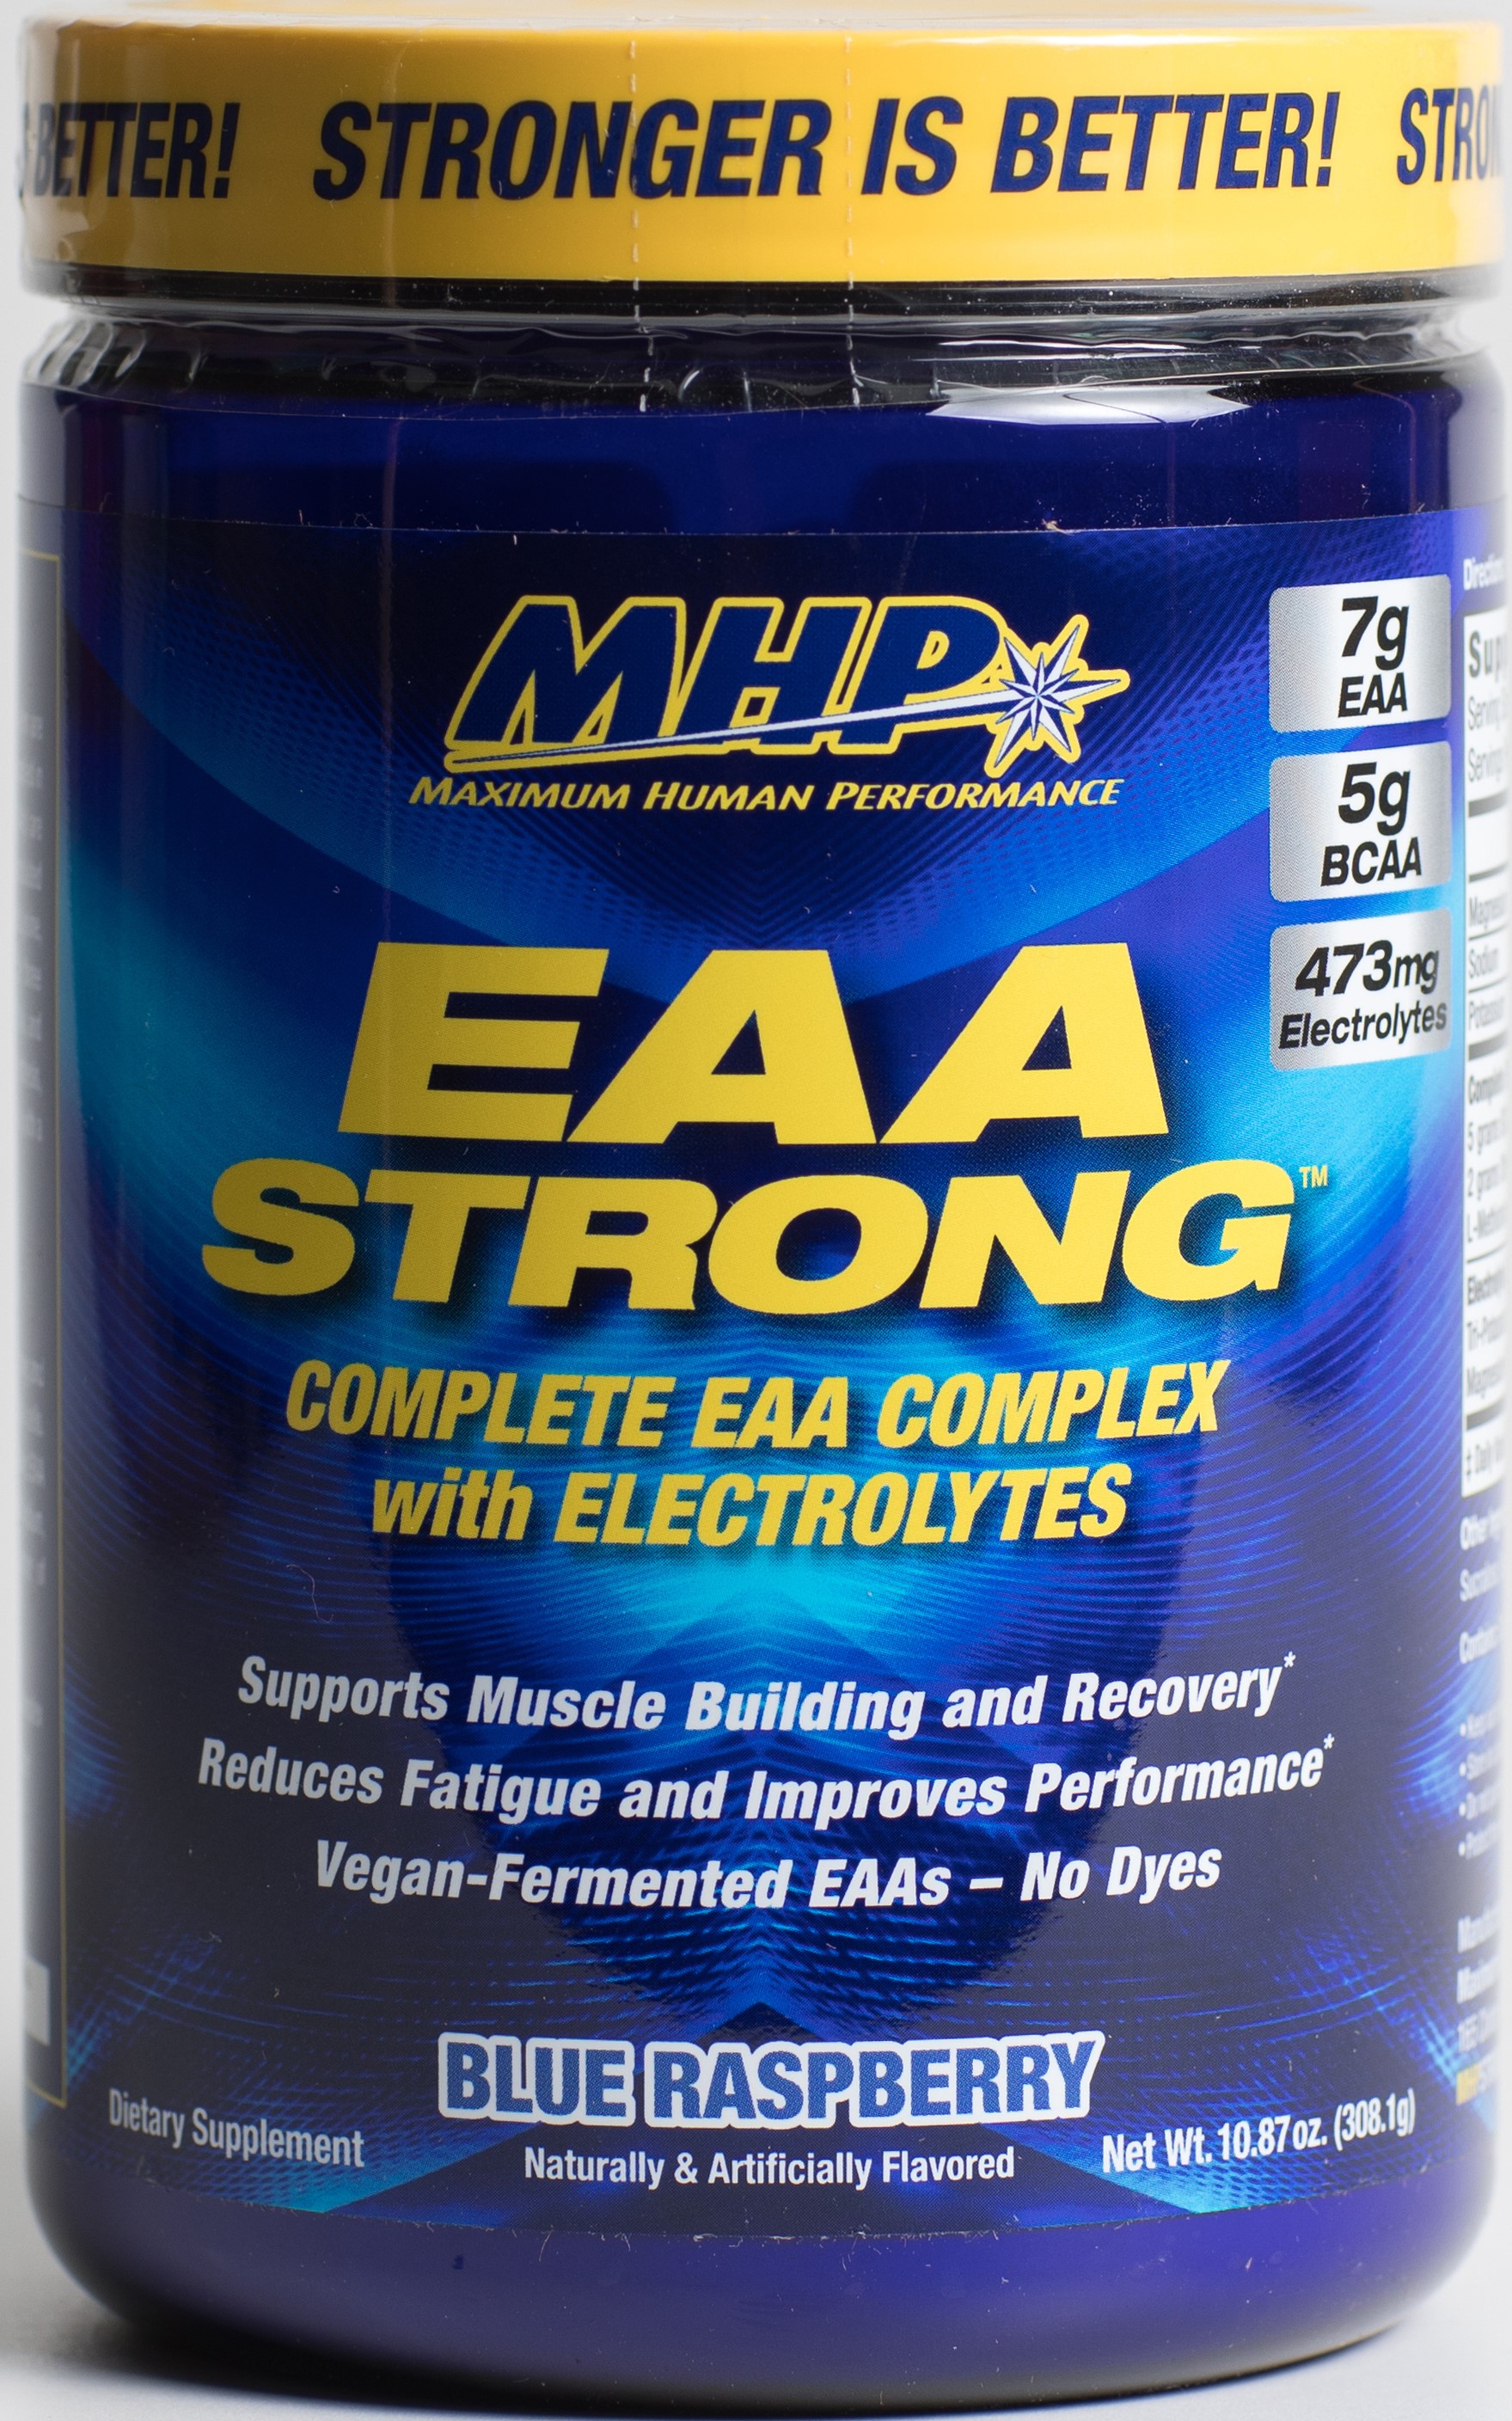 BETTER! STRONGER IS BETTER!
MHP
MAXIMUM HUMAN PERFORMANCE
7g
EAA
5g
BCAA
473mg
Electrolytes
EAA
STRONG™
COMPLETE EAA COMPLEX
with ELECTROLYTES
Supports Muscle Building and Recovery*
Reduces Fatigue and Improves Performance*
Vegan-Fermented EAAs – No Dyes
BLUE RASPBERRY
Naturally & Artificially Flavored
Dietary Supplement
Net Wt. 10.87 oz. (308.1g)
Sodium